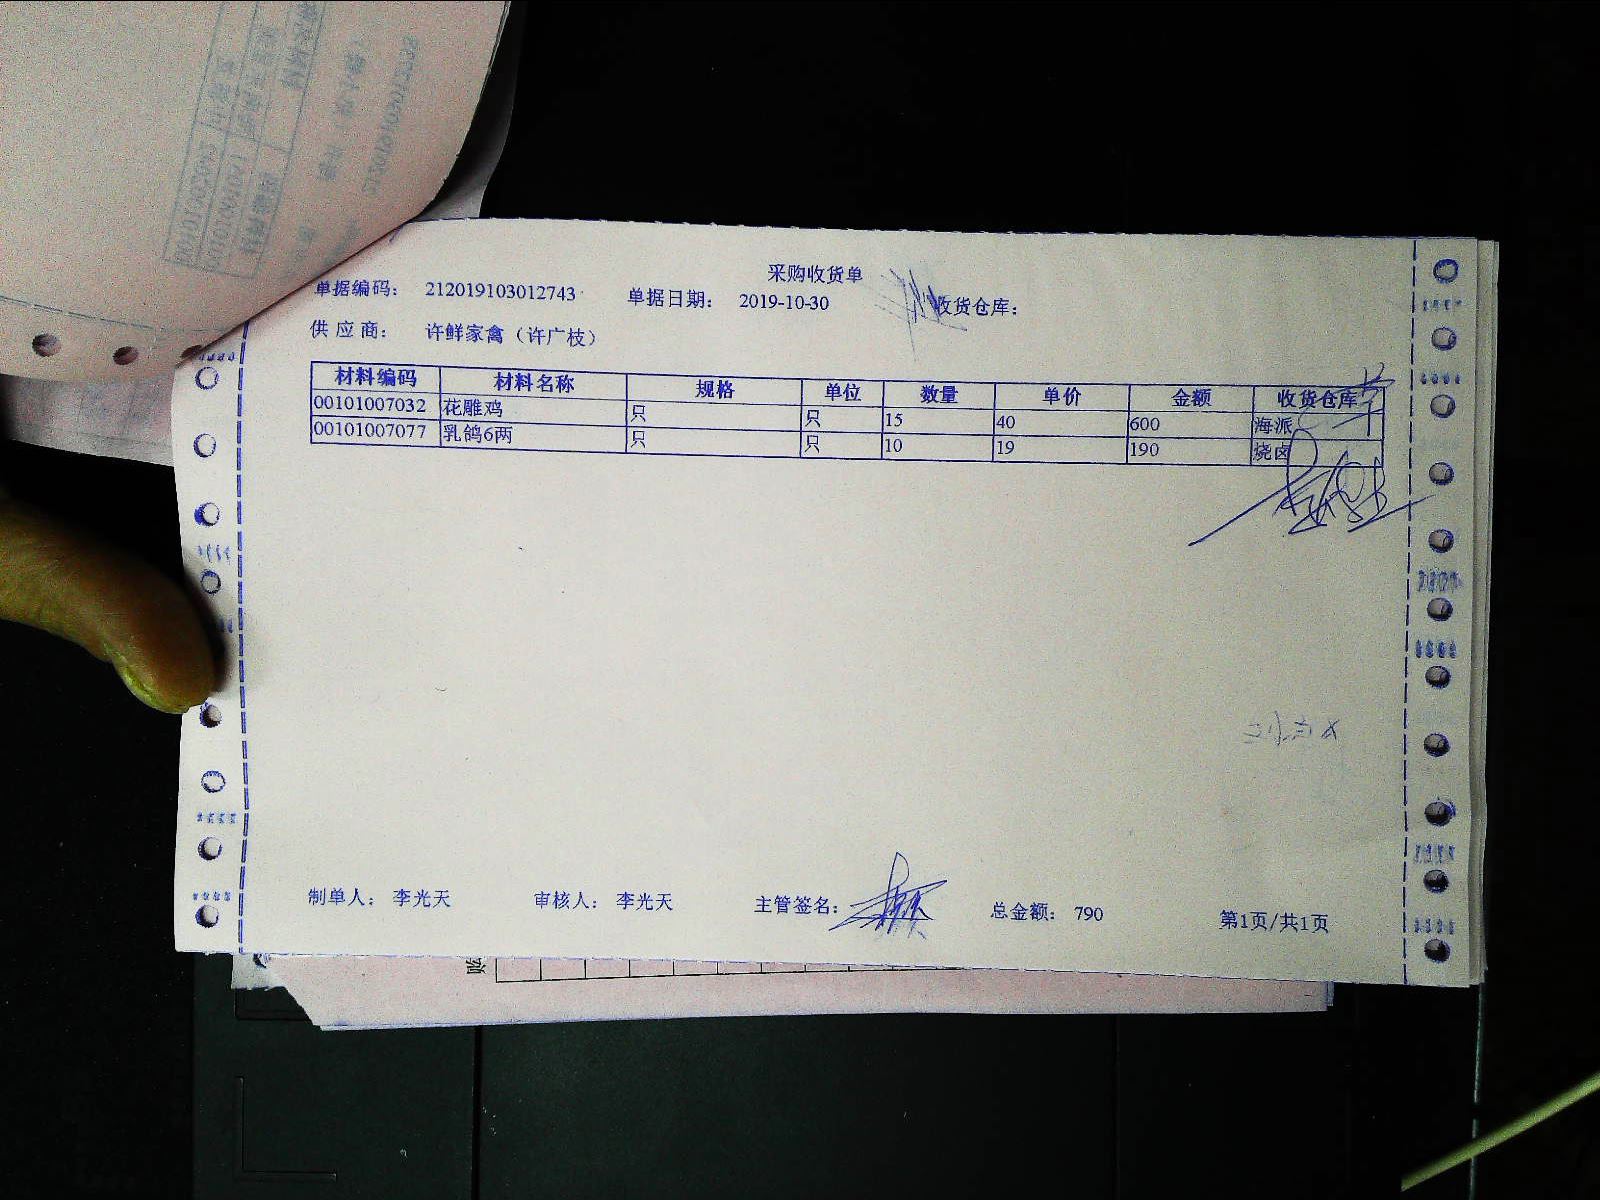 采购收货单
单据编码： 212019103012743 单据日期： 2019-10-30 收货仓库：
供 应 商： 许鲜家禽（许广枝）
材料编码 材料名称 规格 单位 数量 单价 金额 收货仓库
00101007032 花雕鸡 只 只 15 40 600 海派
00101007077 乳鸽6两 只 只 10 19 190 烧卤
制单人： 李光天 审核人： 李光天 主管签名： 总金额： 790 第1页/共1页